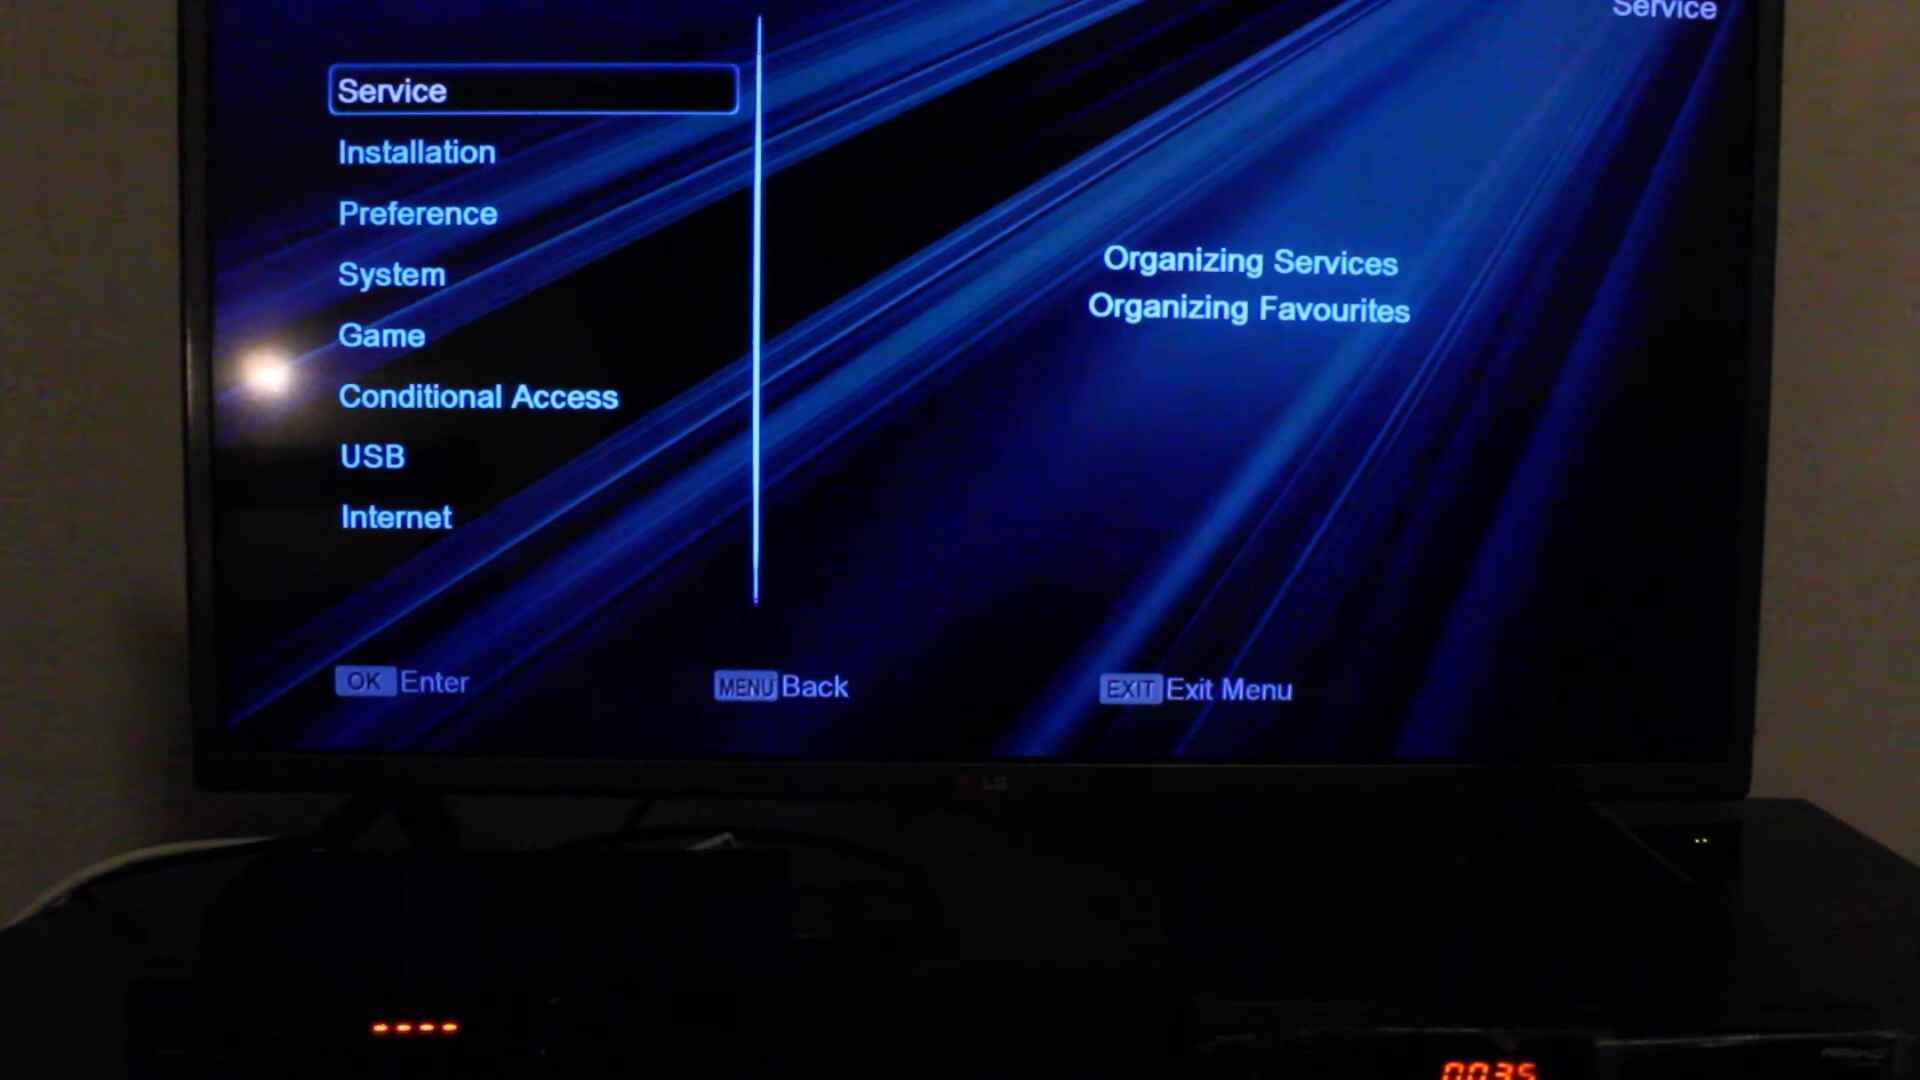 Service
Service
Installation
Preference
System
Game
Conditional Access
USB
Internet
Organizing Services
Organizing Favourites
OK Enter
MENU Back
EXIT Exit Menu
LG
0035